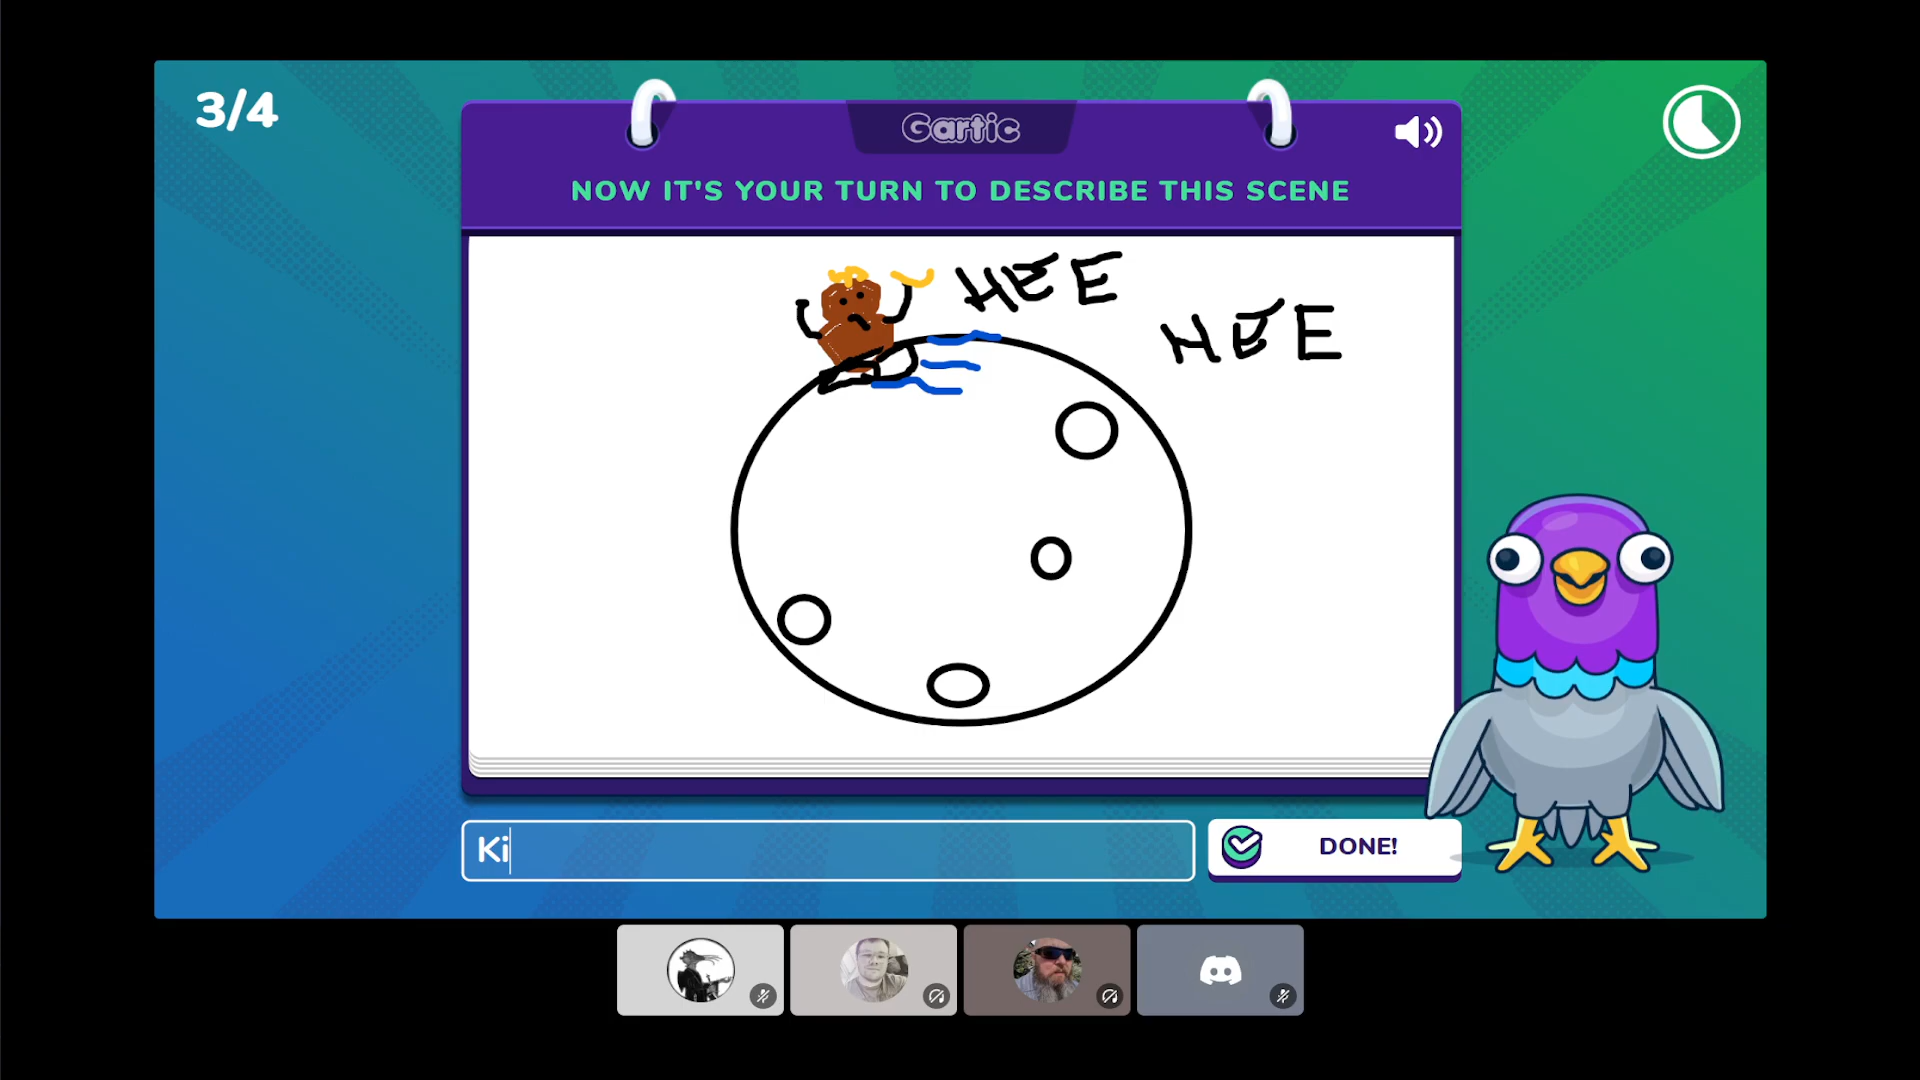 3/4
Gartic
NOW IT'S YOUR TURN TO DESCRIBE THIS SCENE
HEE
HEE
Ki
DONE!